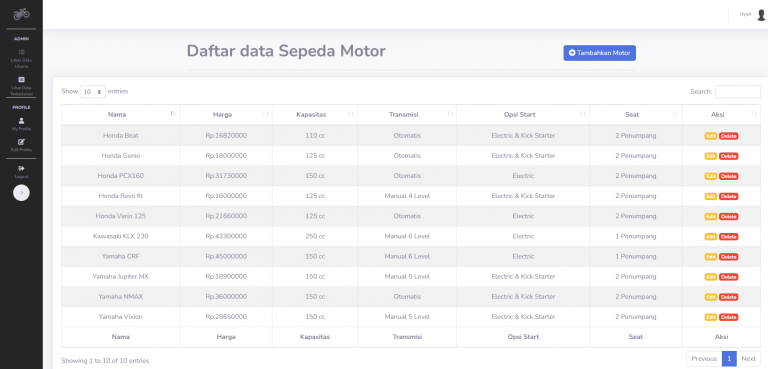 Hyan
ADMIN
Lihat Data
Utama
Lihat Data
Terklasifikasi
PROFILE
My Profile
Edit Profile
Logout
Daftar data Sepeda Motor
Tambahkan Motor
Show 10 entries
Search:
Nama Harga Kapasitas Transmisi Opsi Start Seat Aksi
Honda Beat Rp.16820000 110 cc Otomatis Electric & Kick Starter 2 Penumpang Edit Delete
Honda Genio Rp.18000000 125 cc Otomatis Electric & Kick Starter 2 Penumpang Edit Delete
Honda PCX160 Rp.31730000 150 cc Otomatis Electric 2 Penumpang Edit Delete
Honda Revo fit Rp.16000000 125 cc Manual 4 Level Electric & Kick Starter 2 Penumpang Edit Delete
Honda Vario 125 Rp.21660000 125 cc Otomatis Electric 2 Penumpang Edit Delete
Kawasaki KLX 230 Rp.43300000 250 cc Manual 6 Level Electric 1 Penumpang Edit Delete
Yamaha CRF Rp.45000000 150 cc Manual 6 Level Electric 1 Penumpang Edit Delete
Yamaha Jupiter MX Rp.18900000 150 cc Manual 5 Level Electric & Kick Starter 2 Penumpang Edit Delete
Yamaha NMAX Rp.36000000 150 cc Otomatis Electric & Kick Starter 2 Penumpang Edit Delete
Yamaha Vixion Rp.28650000 150 cc Manual 5 Level Electric & Kick Starter 2 Penumpang Edit Delete
Nama Harga Kapasitas Transmisi Opsi Start Seat Aksi
Showing 1 to 10 of 10 entries
Previous 1 Next